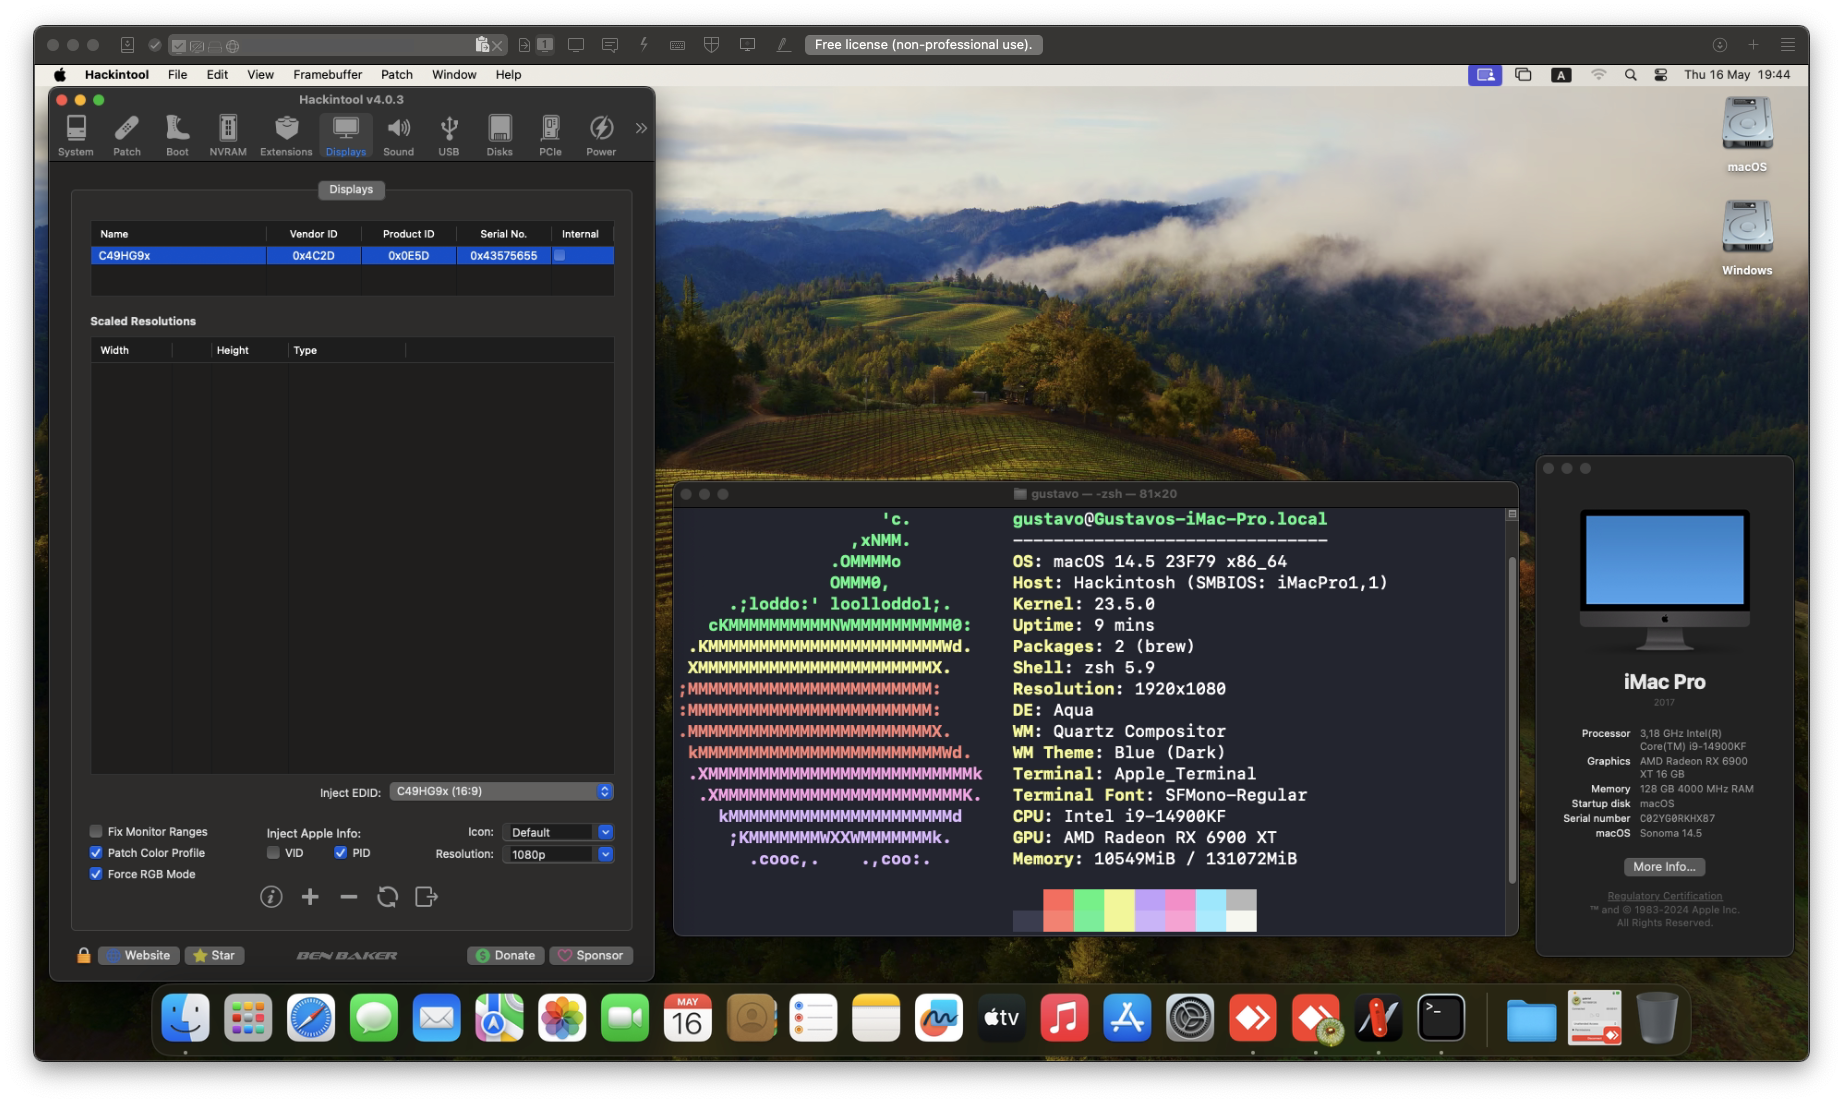 1
Free license (non-professional use).
Hackintool File Edit View Framebuffer Patch Window Help
A
Thu 16 May 19:44
Hackintool v4.0.3
System Patch Boot NVRAM Extensions Displays Sound USB Disks PCIe Power
Displays
Name Vendor ID Product ID Serial No. Internal
C49HG9x 0x4C2D 0x0E5D 0x43575655
Scaled Resolutions
Width Height Type
Inject EDID: C49HG9x (16:9)
Fix Monitor Ranges
Patch Color Profile
Force RGB Mode
Inject Apple Info:
VID PID
Icon: Default
Resolution: 1080p
Website Star BEN BAKER Donate Sponsor
macOS
Windows
gustavo — -zsh — 81×20
'c.
,xNMM.
.OMMMMo
OMMM0,
.;loddo:' loolloddol;.
cKMMMMMMMMMMNWMMMMMMMMMM0:
.KMMMMMMMMMMMMMMMMMMMMMMMWd.
XMMMMMMMMMMMMMMMMMMMMMMMX.
;MMMMMMMMMMMMMMMMMMMMMMMM:
:MMMMMMMMMMMMMMMMMMMMMMMM:
.MMMMMMMMMMMMMMMMMMMMMMMMX.
kMMMMMMMMMMMMMMMMMMMMMMMMWd.
.XMMMMMMMMMMMMMMMMMMMMMMMMMMk
.XMMMMMMMMMMMMMMMMMMMMMMMMK.
kMMMMMMMMMMMMMMMMMMMMMMd
;KMMMMMMMWXXWMMMMMMMk.
.cooc,. .,coo:.
gustavo@Gustavos-iMac-Pro.local
-------------------------------
OS: macOS 14.5 23F79 x86_64
Host: Hackintosh (SMBIOS: iMacPro1,1)
Kernel: 23.5.0
Uptime: 9 mins
Packages: 2 (brew)
Shell: zsh 5.9
Resolution: 1920x1080
DE: Aqua
WM: Quartz Compositor
WM Theme: Blue (Dark)
Terminal: Apple_Terminal
Terminal Font: SFMono-Regular
CPU: Intel i9-14900KF
GPU: AMD Radeon RX 6900 XT
Memory: 10549MiB / 131072MiB
iMac Pro
2017
Processor 3,18 GHz Intel(R)
Core(TM) i9-14900KF
Graphics AMD Radeon RX 6900
XT 16 GB
Memory 128 GB 4000 MHz RAM
Startup disk macOS
Serial number C02YG0RKHX87
macOS Sonoma 14.5
More Info...
Regulatory Certification
™ and © 1983-2024 Apple Inc.
All Rights Reserved.
MAY
16
tv